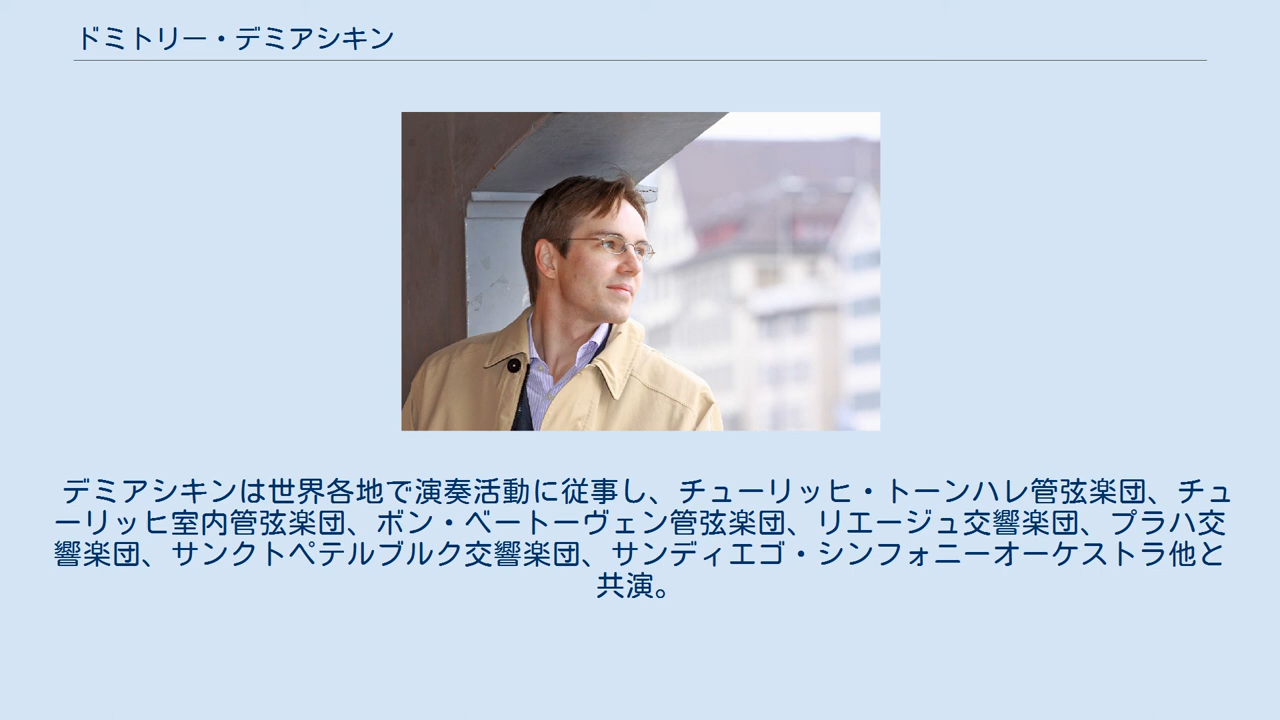 ドミトリー・デミアシキン
デミアシキンは世界各地で演奏活動に従事し、チューリッヒ・トーンハレ管弦楽団、チュ
ーリッヒ室内管弦楽団、ボン・ベートーヴェン管弦楽団、リエージュ交響楽団、プラハ交
響楽団、サンクトペテルブルク交響楽団、サンディエゴ・シンフォニーオーケストラ他と
共演。